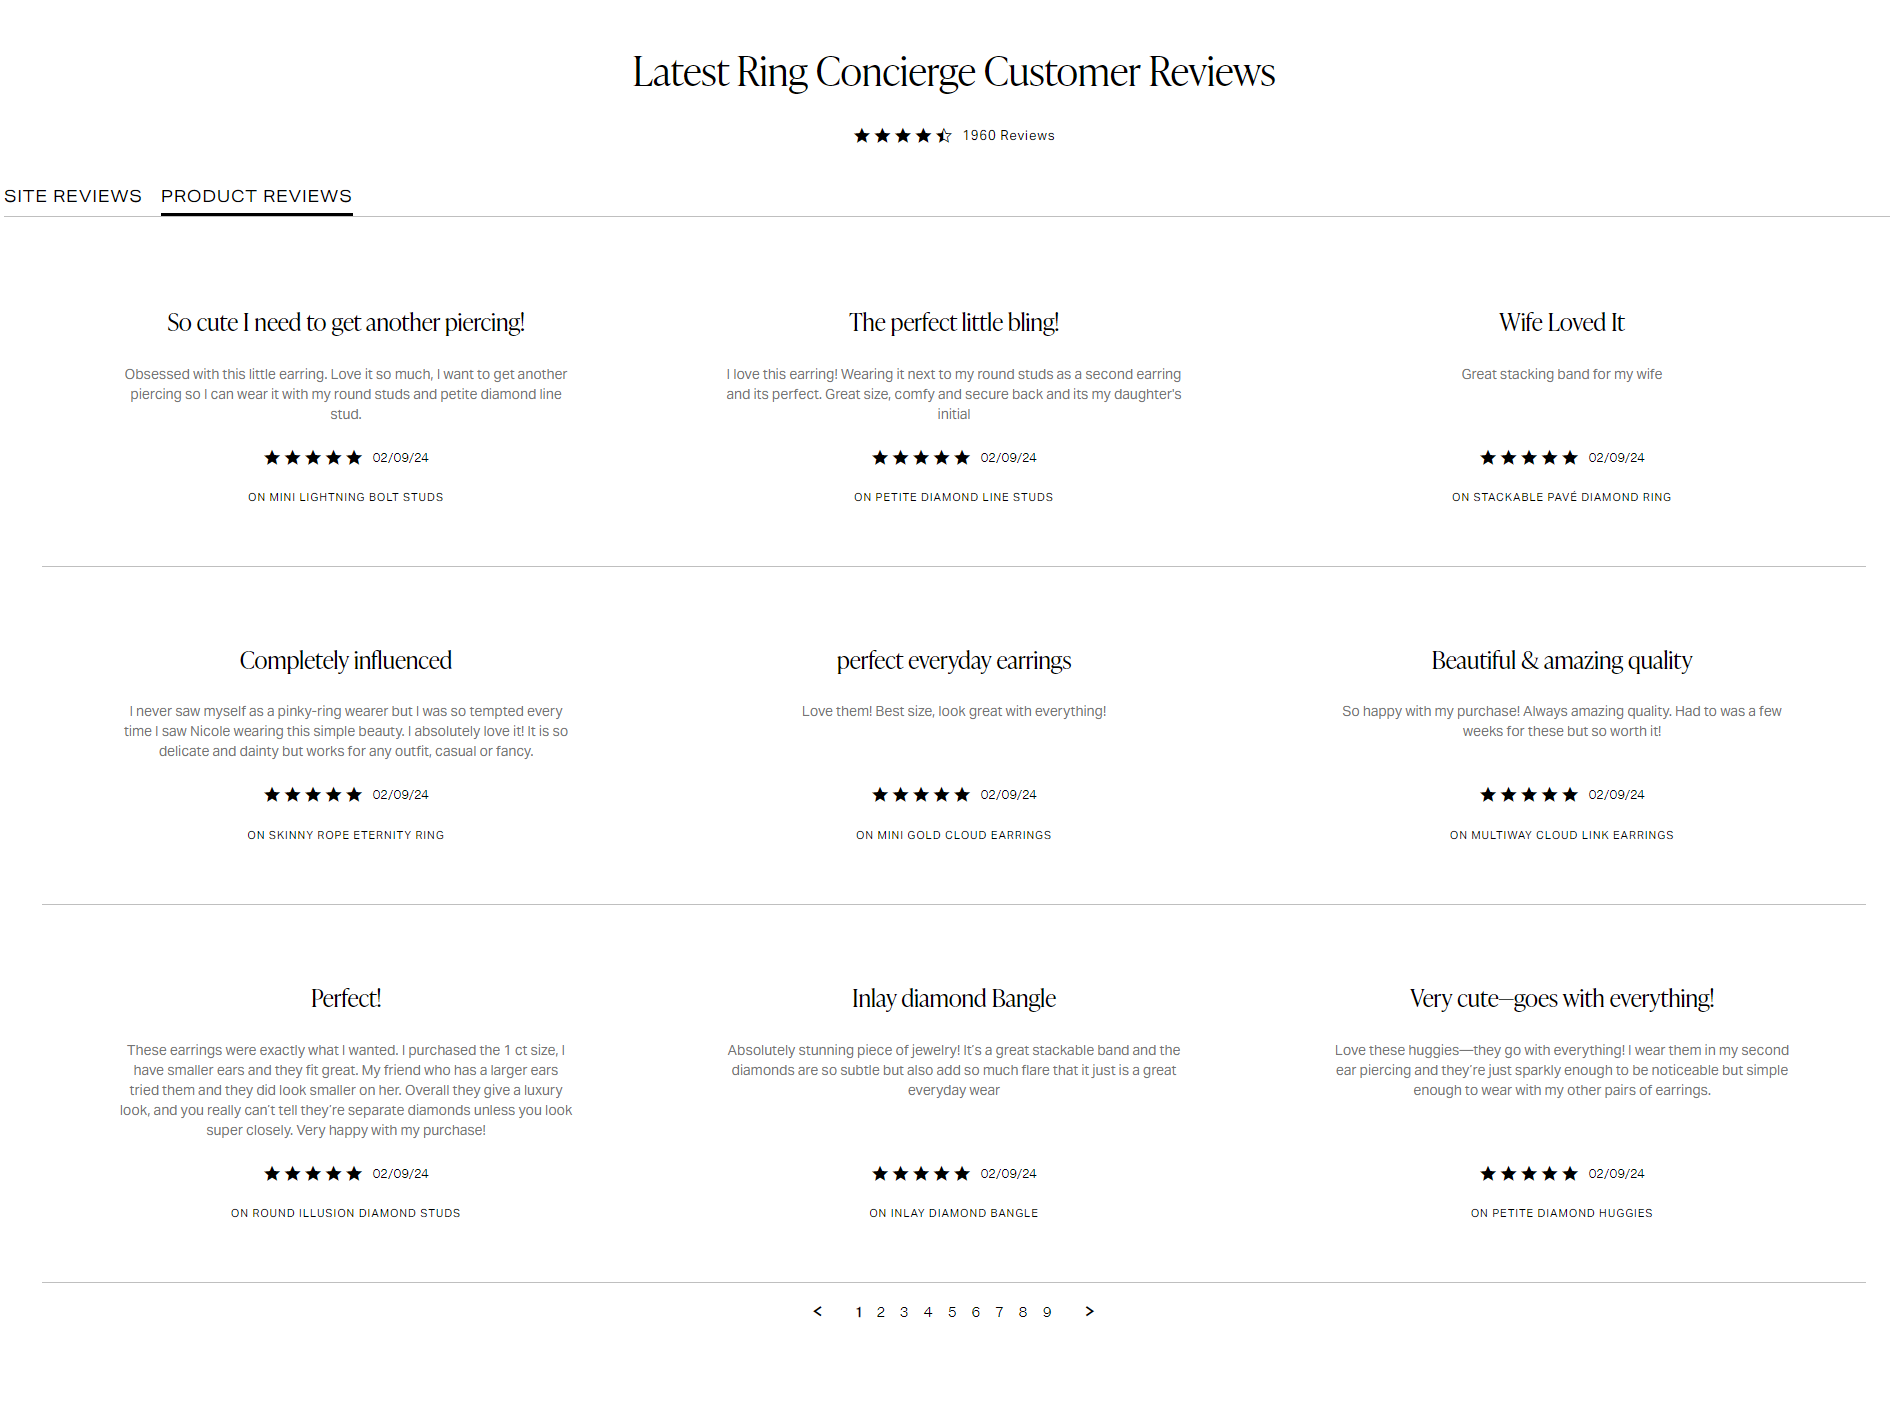 Latest Ring Concierge Customer Reviews
1960 Reviews
SITE REVIEWS PRODUCT REVIEWS
So cute I need to get another piercing!
Obsessed with this little earring. Love it so much, I want to get another
piercing so I can wear it with my round studs and petite diamond line
stud.
02/09/24
ON MINI LIGHTNING BOLT STUDS
The perfect little bling!
I love this earring! Wearing it next to my round studs as a second earring
and its perfect. Great size, comfy and secure back and its my daughter's
initial
02/09/24
ON PETITE DIAMOND LINE STUDS
Wife Loved It
Great stacking band for my wife
02/09/24
ON STACKABLE PAVÉ DIAMOND RING
Completely influenced
I never saw myself as a pinky-ring wearer but I was so tempted every
time I saw Nicole wearing this simple beauty. I absolutely love it! It is so
delicate and dainty but works for any outfit, casual or fancy.
02/09/24
ON SKINNY ROPE ETERNITY RING
perfect everyday earrings
Love them! Best size, look great with everything!
02/09/24
ON MINI GOLD CLOUD EARRINGS
Beautiful & amazing quality
So happy with my purchase! Always amazing quality. Had to was a few
weeks for these but so worth it!
02/09/24
ON MULTIWAY CLOUD LINK EARRINGS
Perfect!
These earrings were exactly what I wanted. I purchased the 1 ct size, I
have smaller ears and they fit great. My friend who has a larger ears
tried them and they did look smaller on her. Overall they give a luxury
look, and you really can't tell they're separate diamonds unless you look
super closely. Very happy with my purchase!
02/09/24
ON ROUND ILLUSION DIAMOND STUDS
Inlay diamond Bangle
Absolutely stunning piece of jewelry! It's a great stackable band and the
diamonds are so subtle but also add so much flare that it just is a great
everyday wear
02/09/24
ON INLAY DIAMOND BANGLE
Very cute—goes with everything!
Love these huggies—they go with everything! I wear them in my second
ear piercing and they're just sparkly enough to be noticeable but simple
enough to wear with my other pairs of earrings.
02/09/24
ON PETITE DIAMOND HUGGIES
< 1 2 3 4 5 6 7 8 9 >